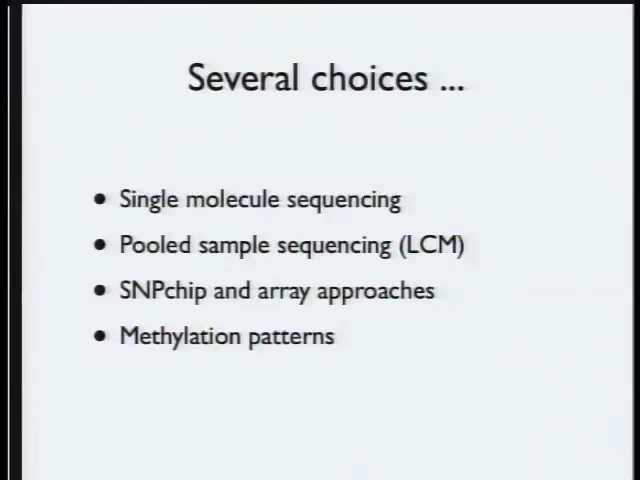 Several choices ...
• Single molecule sequencing
• Pooled sample sequencing (LCM)
• SNPchip and array approaches
• Methylation patterns